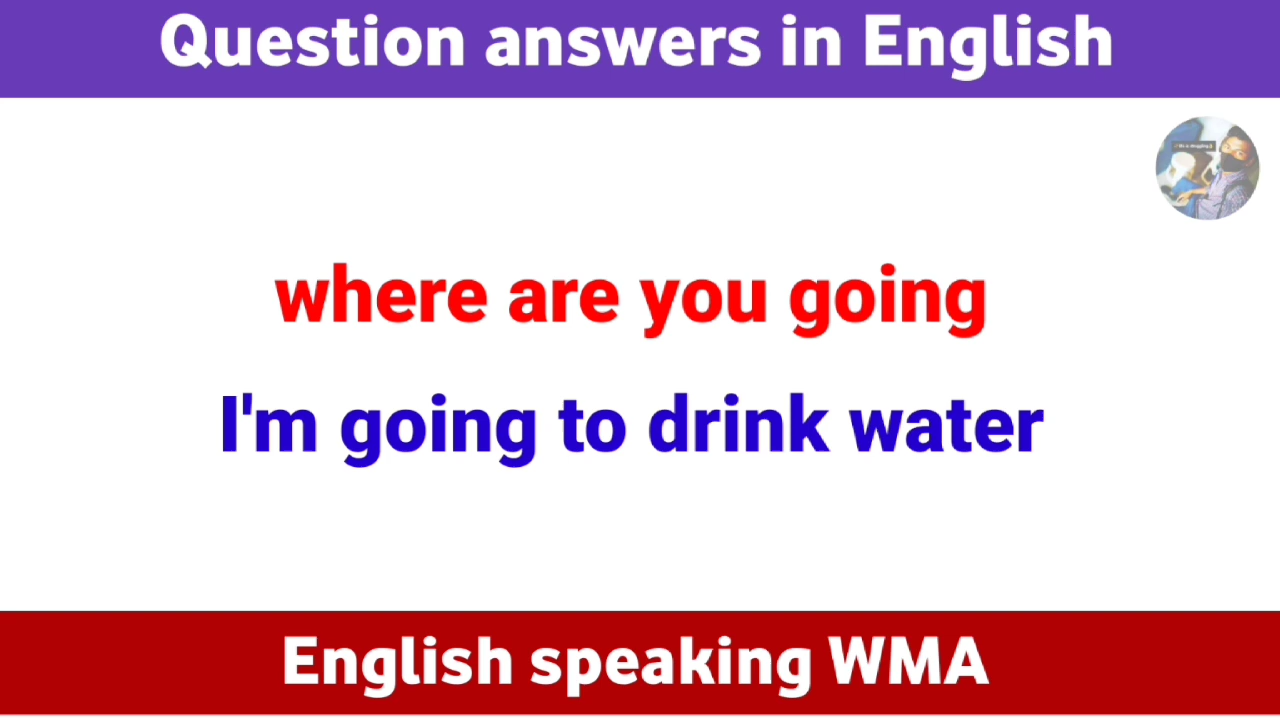 Question answers in English
where are you going
I'm going to drink water
English speaking WMA